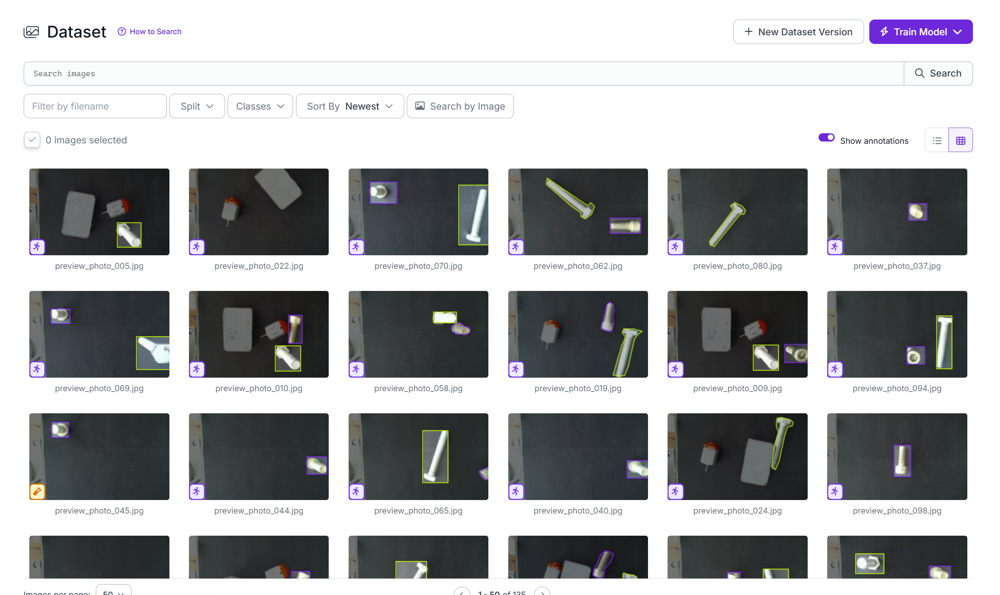 Dataset
How to Search
New Dataset Version
Train Model
Search images
Search
Filter by filename
Split
Classes
Sort By Newest
Search by Image
0 images selected
Show annotations
preview_photo_005.jpg
preview_photo_022.jpg
preview_photo_070.jpg
preview_photo_062.jpg
preview_photo_080.jpg
preview_photo_037.jpg
preview_photo_069.jpg
preview_photo_010.jpg
preview_photo_058.jpg
preview_photo_019.jpg
preview_photo_009.jpg
preview_photo_094.jpg
preview_photo_045.jpg
preview_photo_044.jpg
preview_photo_065.jpg
preview_photo_040.jpg
preview_photo_024.jpg
preview_photo_098.jpg
Images per page: 50
1 - 50 of 135